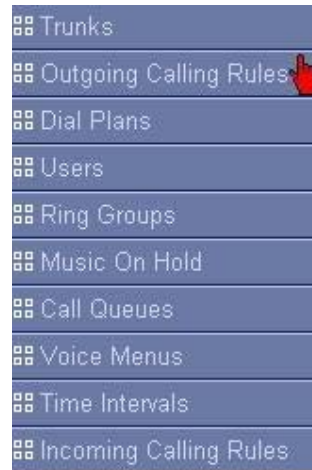 Trunks
Outgoing Calling Rules
Dial Plans
Users
Ring Groups
Music On Hold
Call Queues
Voice Menus
Time Intervals
Incoming Calling Rules